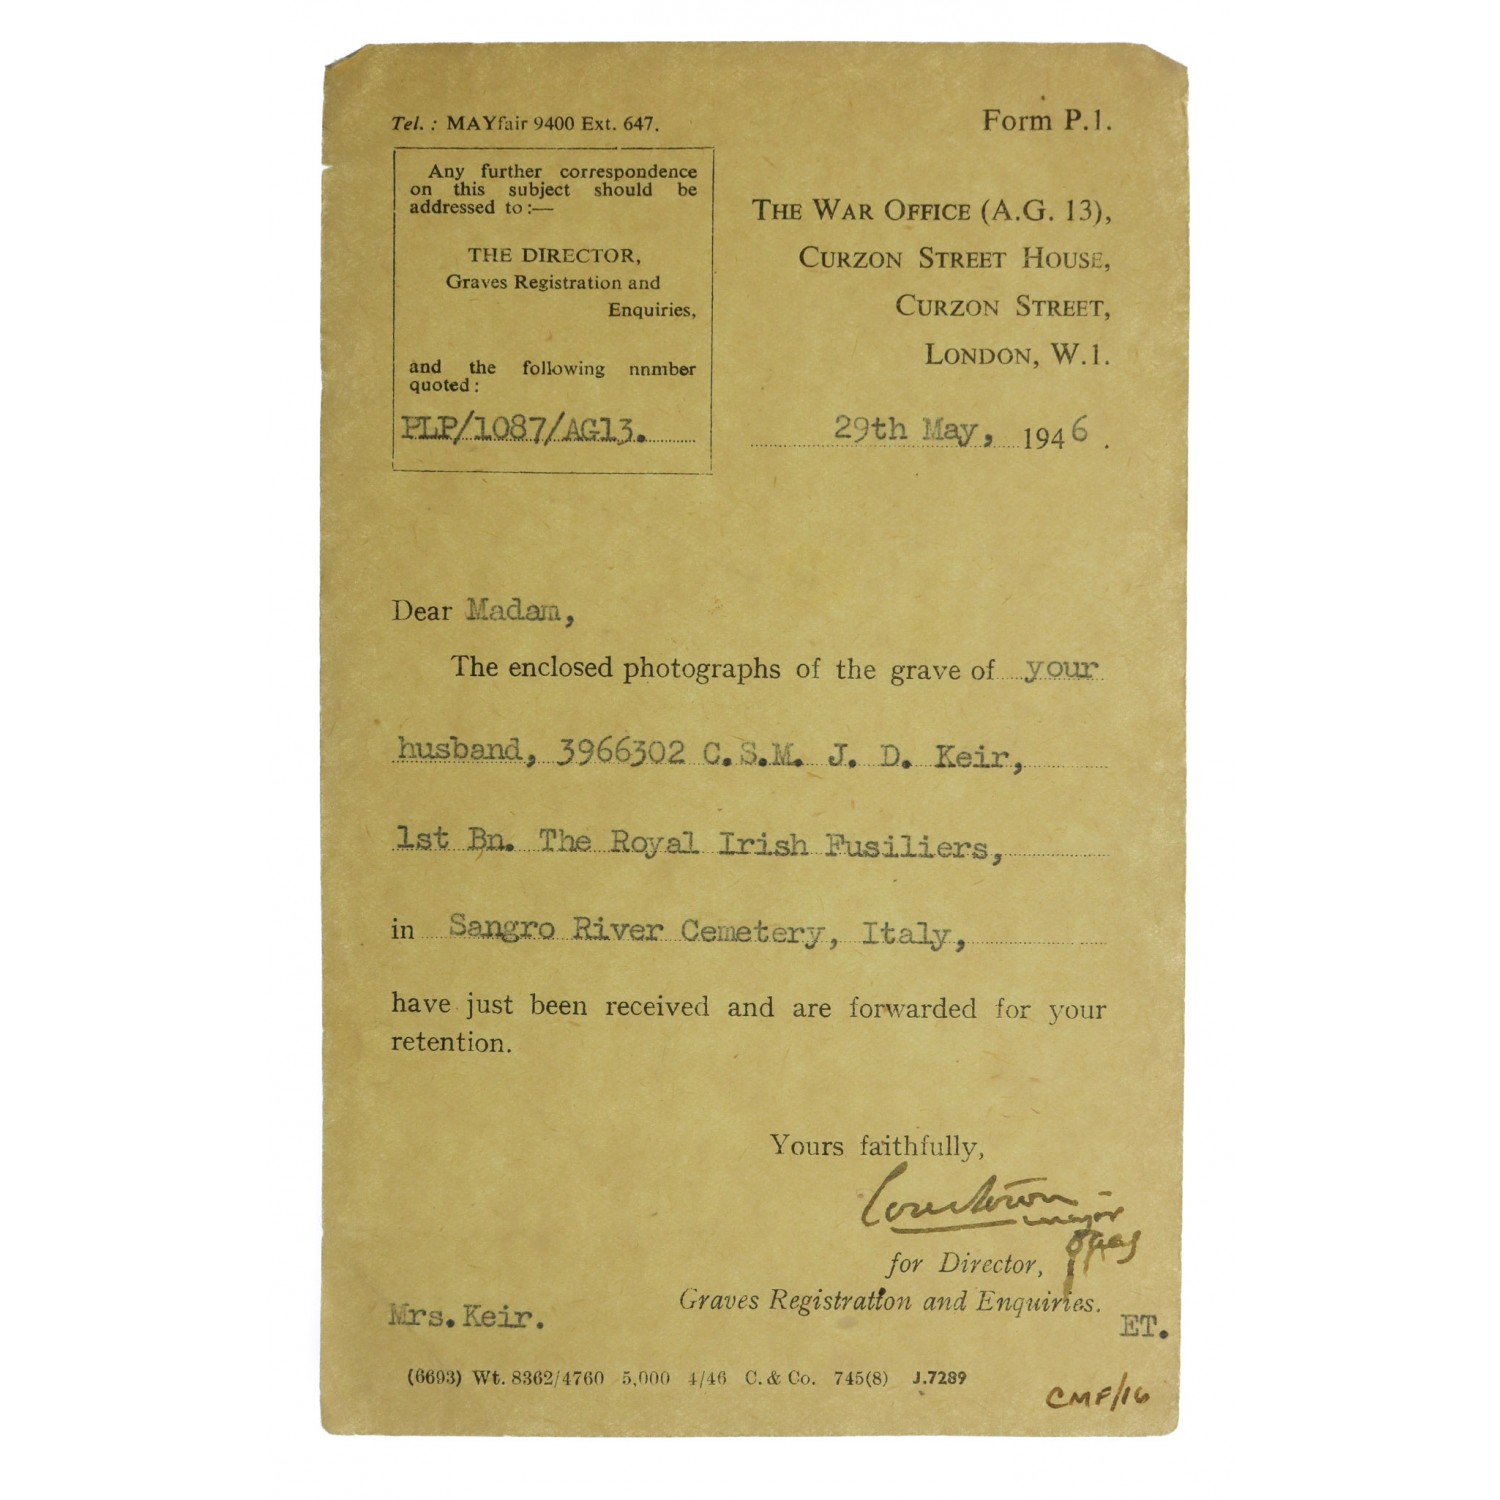 Tel. : MAYfair 9400 Ext. 647.
Form P.1.
Any further correspondence
on this subject should be
addressed to :—
THE DIRECTOR,
Graves Registration and
Enquiries,
and the following nnmber
quoted :
PLP/1087/AG13.
THE WAR OFFICE (A.G. 13),
CURZON STREET HOUSE,
CURZON STREET,
LONDON, W.1.
29th May, 1946.
Dear Madam,
The enclosed photographs of the grave of your
husband, 3966302 C.S.M. J. D. Keir,
1st Bn. The Royal Irish Fusiliers,
in Sangro River Cemetery, Italy,
have just been received and are forwarded for your
retention.
Yours faithfully,
major
for Director,
Graves Registration and Enquiries.
Mrs. Keir.
ET.
(6693) Wt. 8362/4760 5,000 4/46 C. & Co. 745(8) J.7289
CMF/16